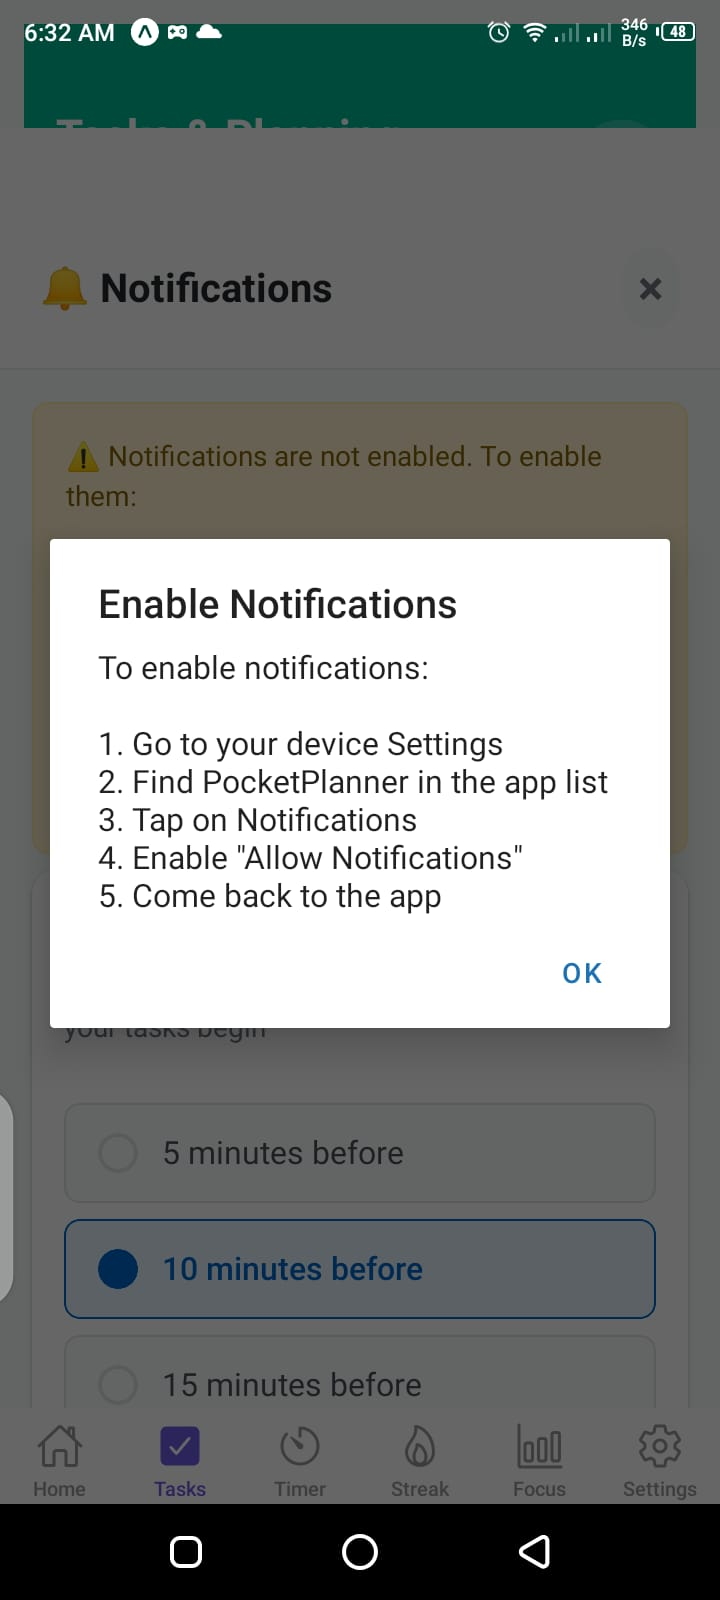 6:32 AM
346
B/s
48
Tasks & Planning
Notifications
Notifications are not enabled. To enable
them:
Enable Notifications
To enable notifications:
1. Go to your device Settings
2. Find PocketPlanner in the app list
3. Tap on Notifications
4. Enable "Allow Notifications"
5. Come back to the app
OK
your tasks begin
5 minutes before
10 minutes before
15 minutes before
Home
Tasks
Timer
Streak
Focus
Settings